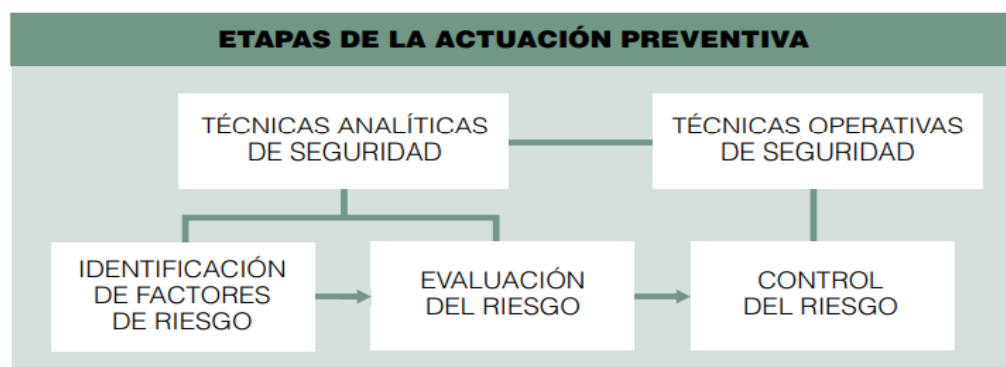 ETAPAS DE LA ACTUACIÓN PREVENTIVA
TÉCNICAS ANALÍTICAS
DE SEGURIDAD
TÉCNICAS OPERATIVAS
DE SEGURIDAD
IDENTIFICACIÓN
DE FACTORES
DE RIESGO
EVALUACIÓN
DEL RIESGO
CONTROL
DEL RIESGO